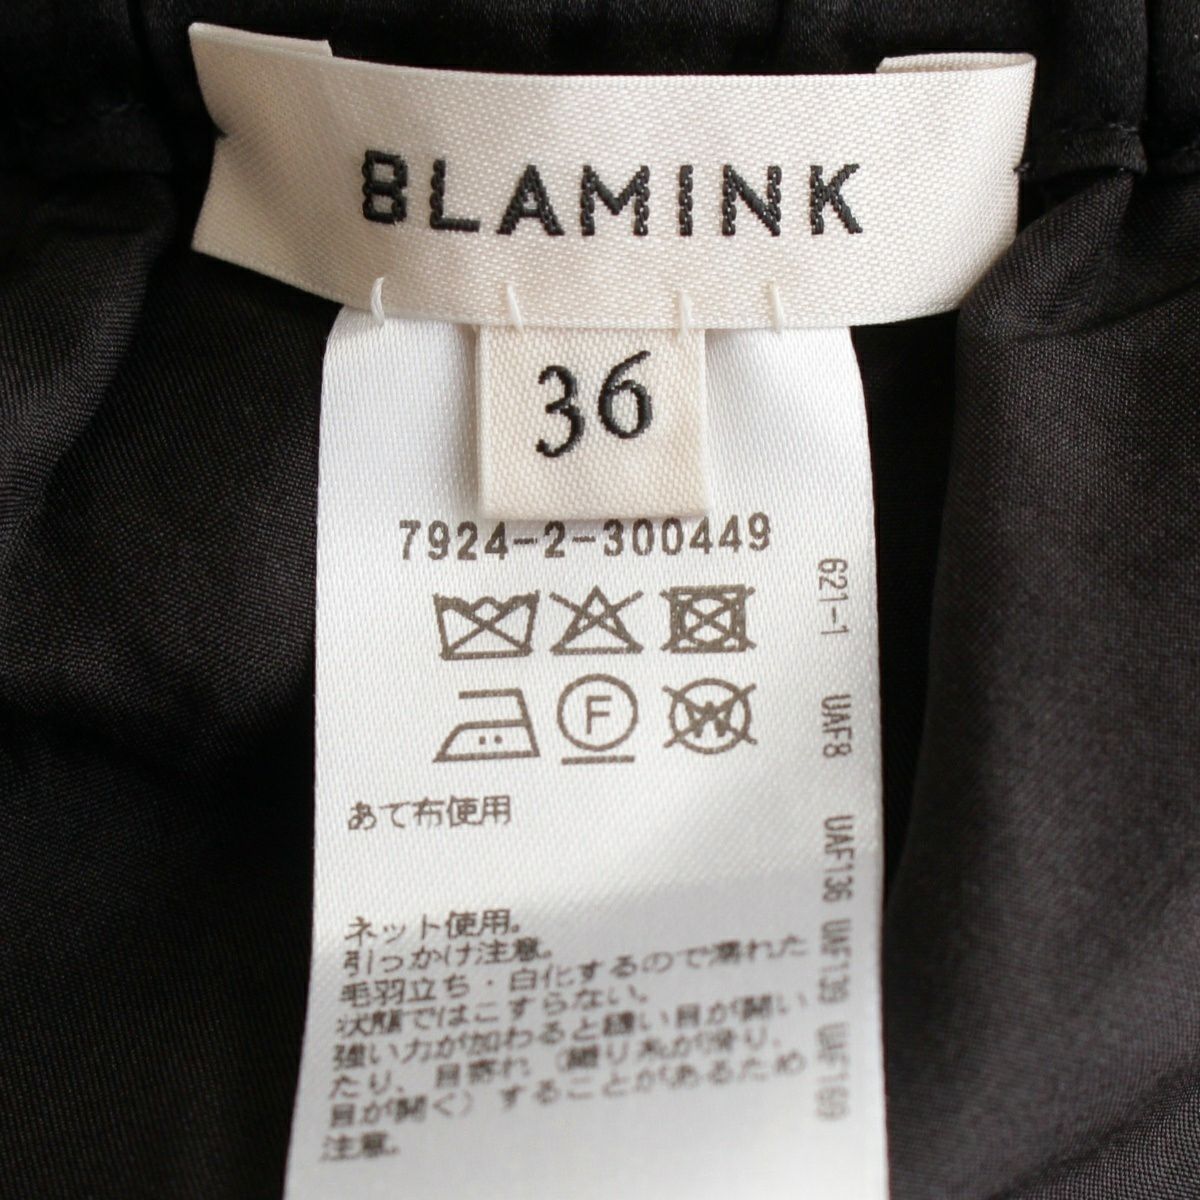 BLAMINK
36
7924-2-300449
F
W
あて布使用
ネット使用。
引っかけ注意。
毛羽立ち・白化するので濡れた
状態ではこすらない。
強い力が加わると縫い目が開い
たり、目寄れ（織り糸が滑り、
目が開く）することがあるため
注意。
621-1 UAF8 UAF136 UAF139 UAF169